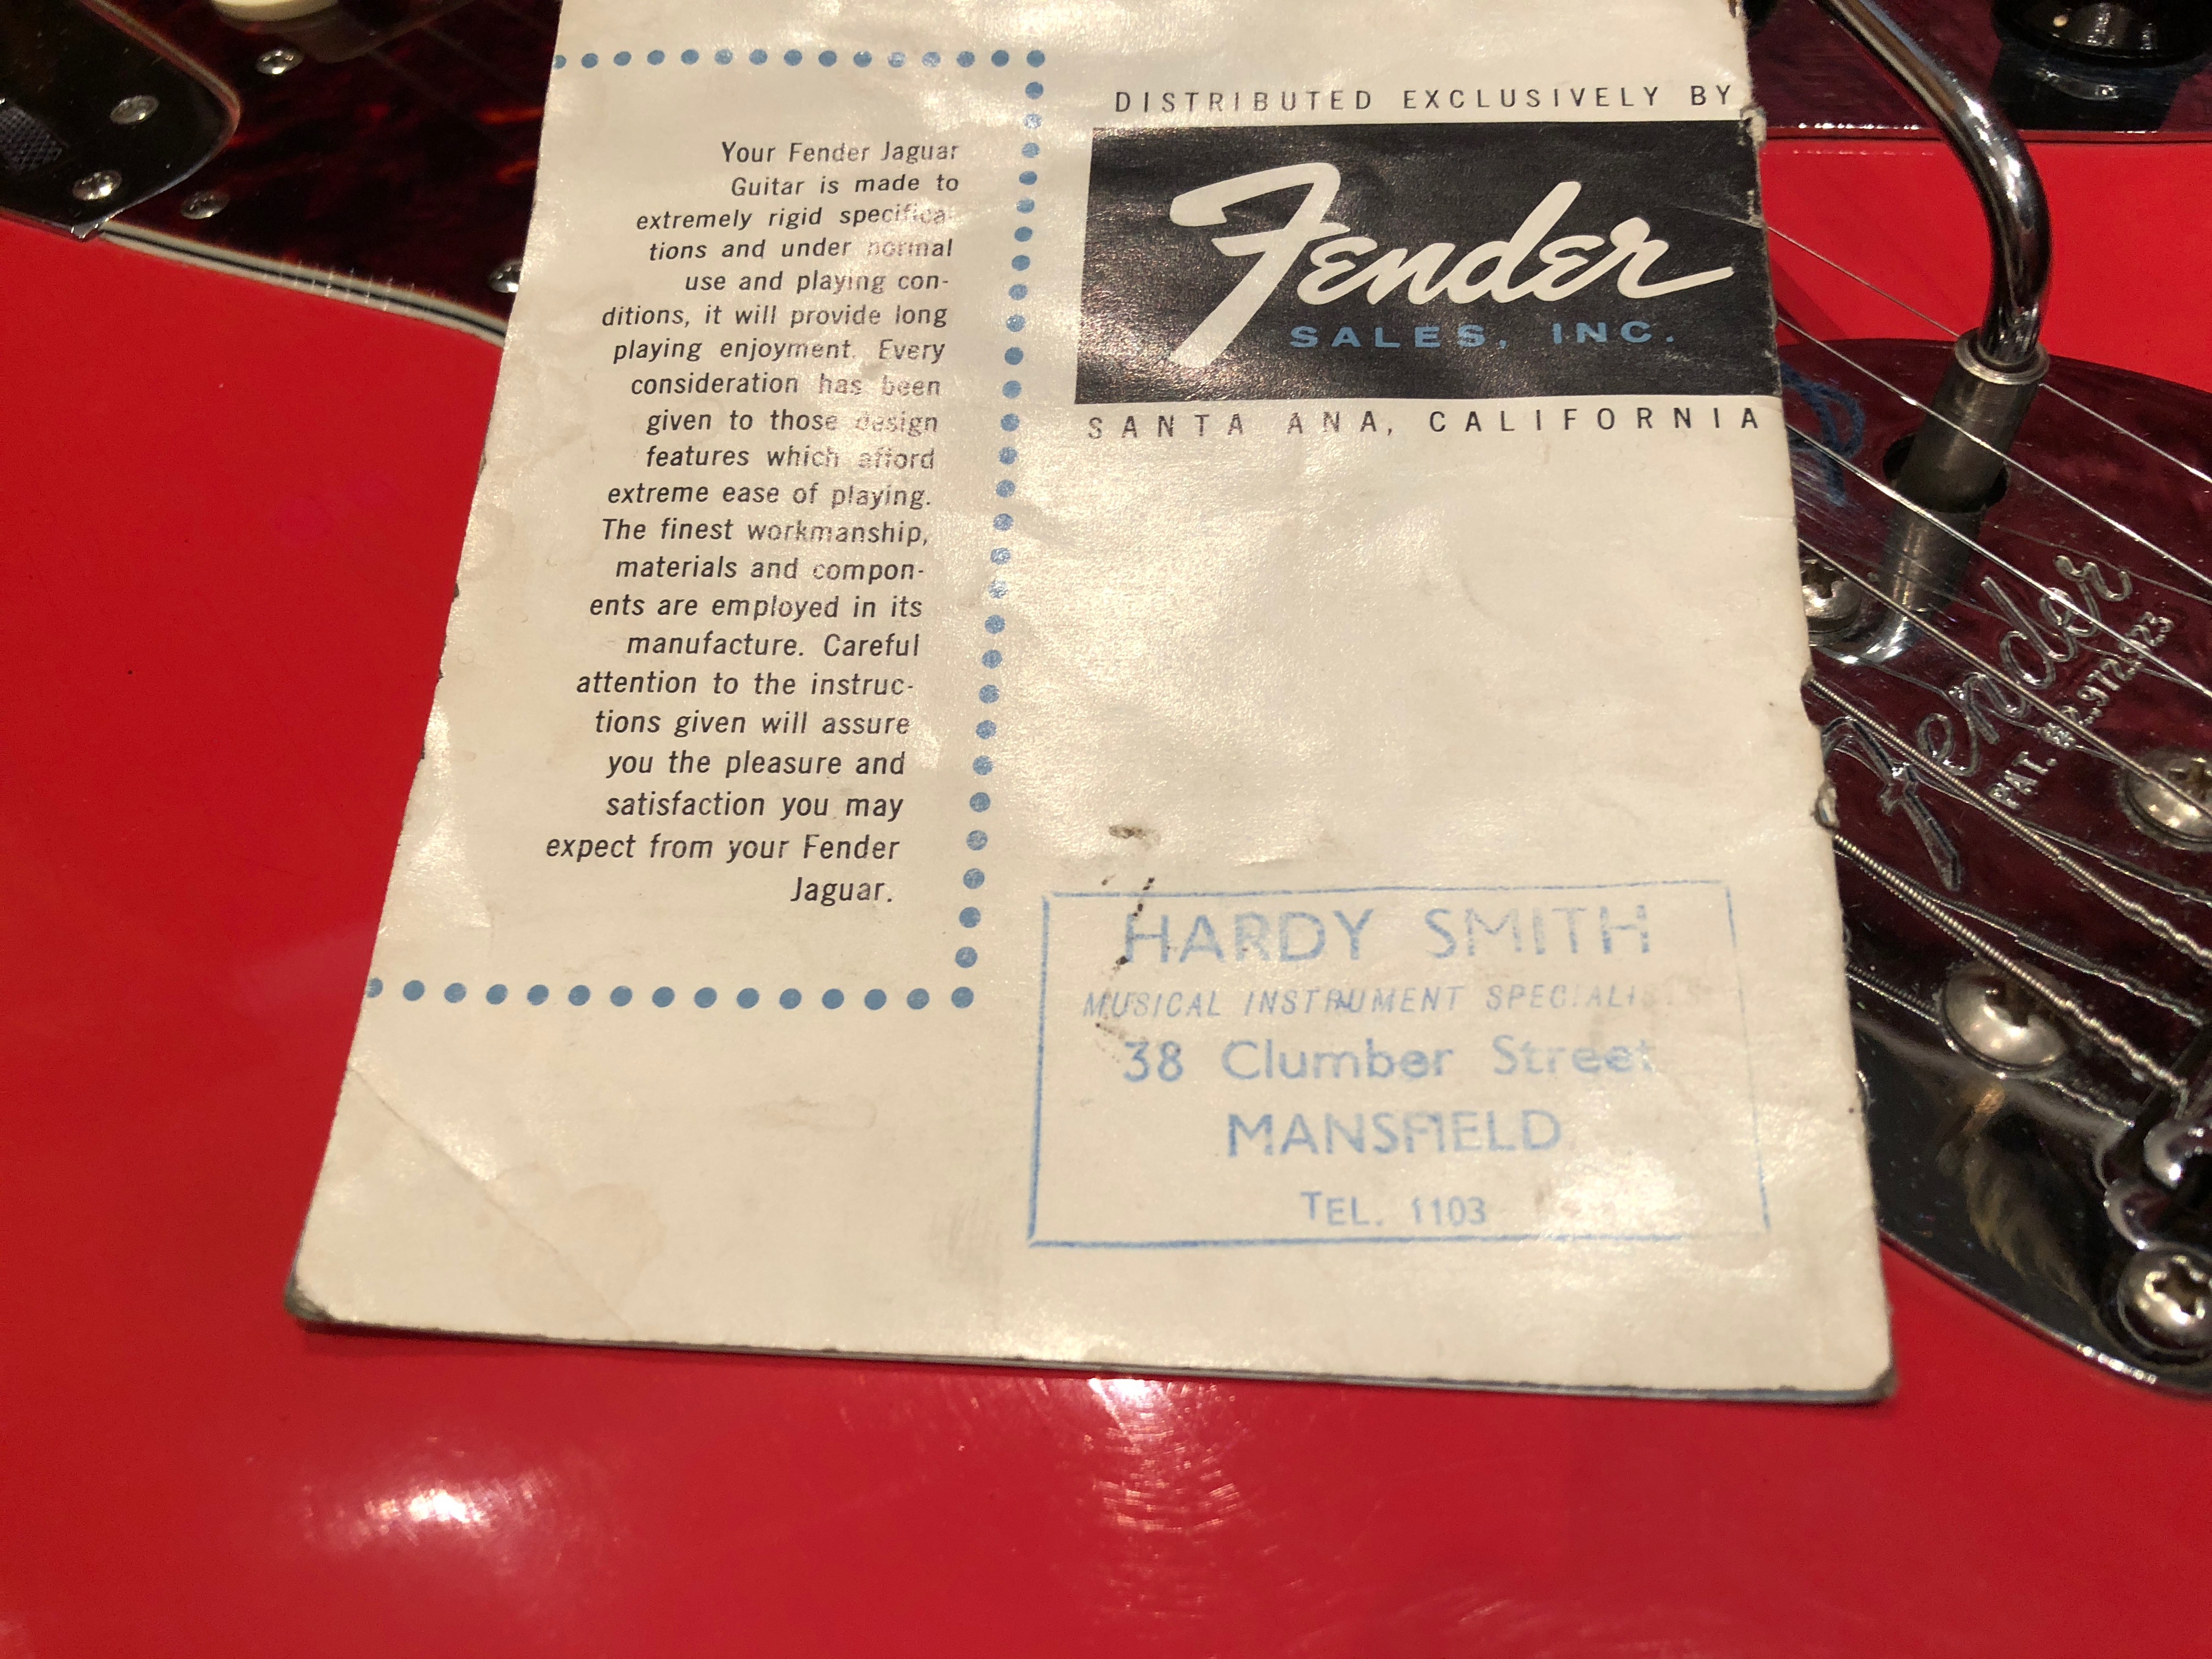 Your Fender Jaguar
Guitar is made to
extremely rigid specifica-
tions and under normal
use and playing con-
ditions, it will provide long
playing enjoyment. Every
consideration has been
given to those design
features which afford
extreme ease of playing.
The finest workmanship,
materials and compon-
ents are employed in its
manufacture. Careful
attention to the instruc-
tions given will assure
you the pleasure and
satisfaction you may
expect from your Fender
Jaguar.
DISTRIBUTED EXCLUSIVELY BY
Fender
SALES, INC.
SANTA ANA, CALIFORNIA
HARDY SMITH
MUSICAL INSTRUMENT SPECIALISTS
38 Clumber Street
MANSFIELD
TEL. 1103
Fender
PAT.